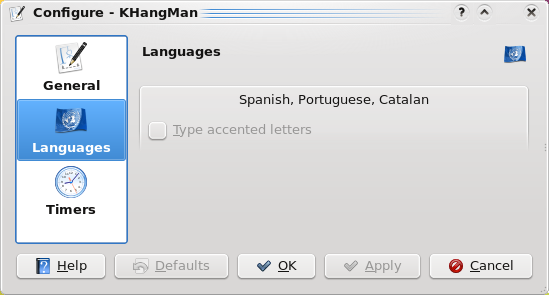 Configure - KHangMan
?
General
Languages
Timers
Languages
Spanish, Portuguese, Catalan
Type accented letters
Help
Defaults
OK
Apply
Cancel